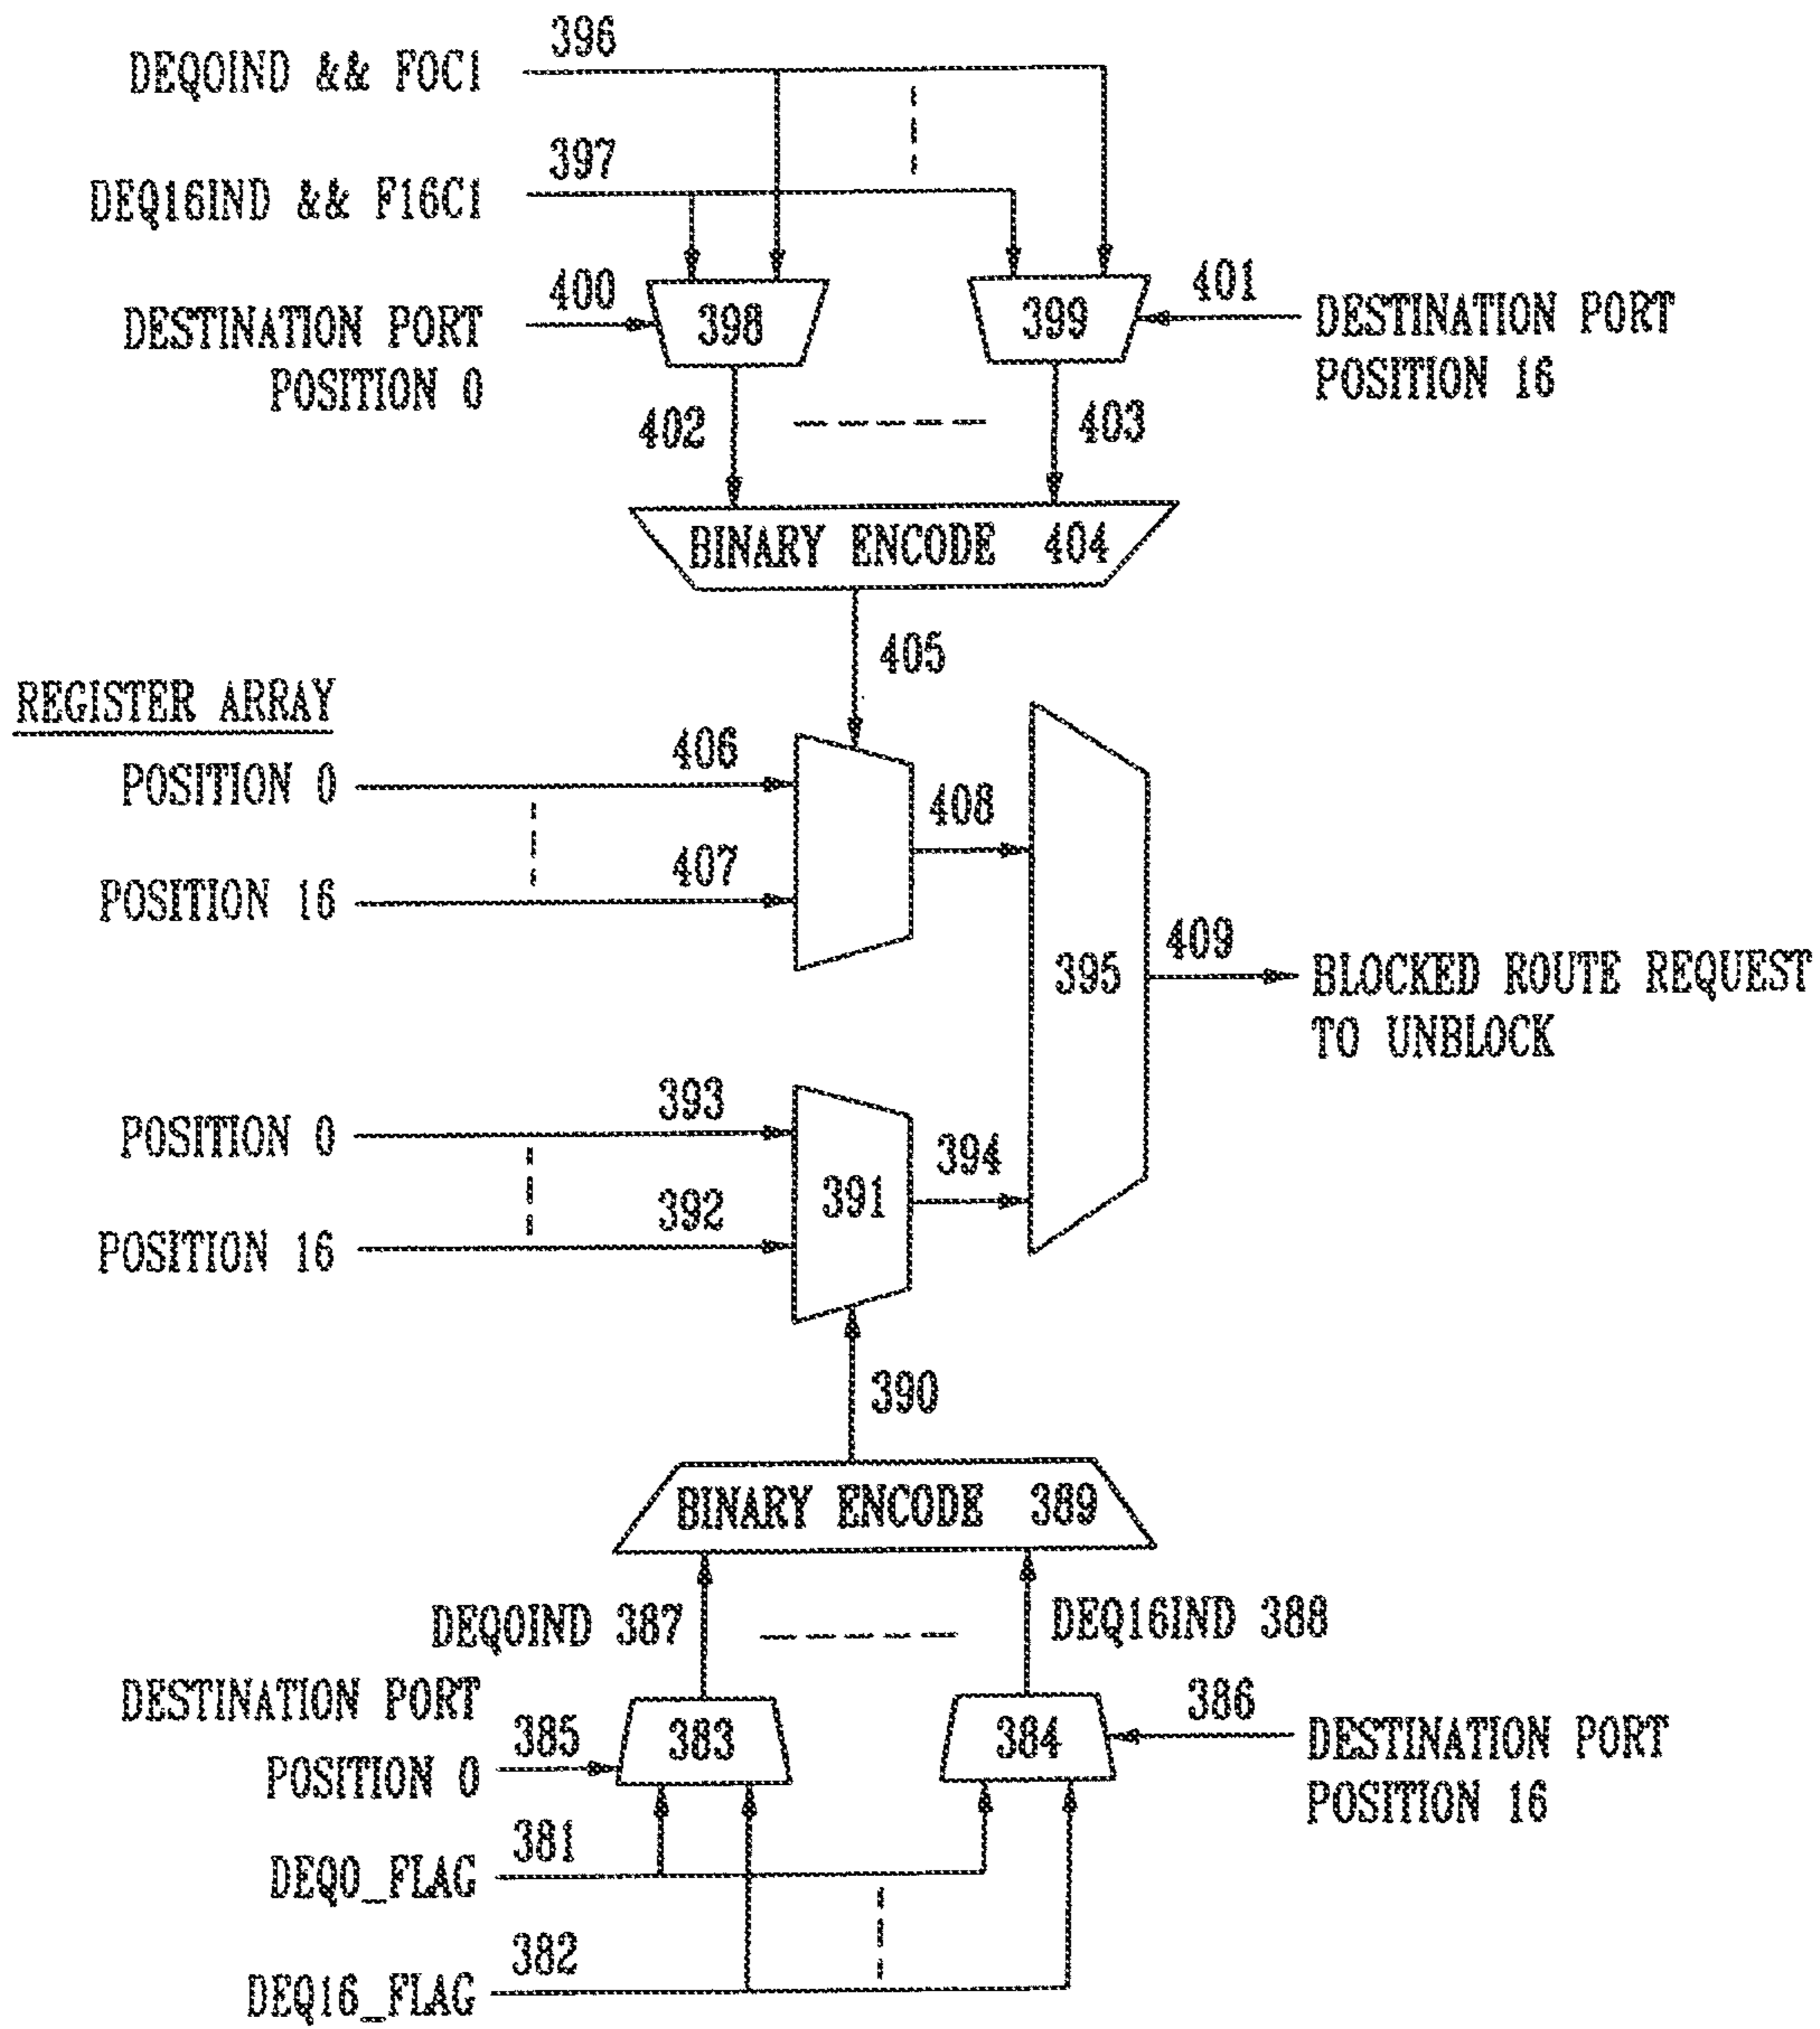 396
DEQ0IND && F0C1
397
DEQ16IND && F16C1
400
DESTINATION PORT
POSITION 0
398
399
401
DESTINATION PORT
POSITION 16
402
403
BINARY ENCODE 404
405
REGISTER ARRAY
POSITION 0
406
POSITION 16
407
408
395
409
BLOCKED ROUTE REQUEST
TO UNBLOCK
POSITION 0
393
POSITION 16
392
391
394
390
BINARY ENCODE 389
DEQ0IND 387
DEQ16IND 388
DESTINATION PORT
POSITION 0
385
383
384
386
DESTINATION PORT
POSITION 16
381
DEQ0_FLAG
382
DEQ16_FLAG